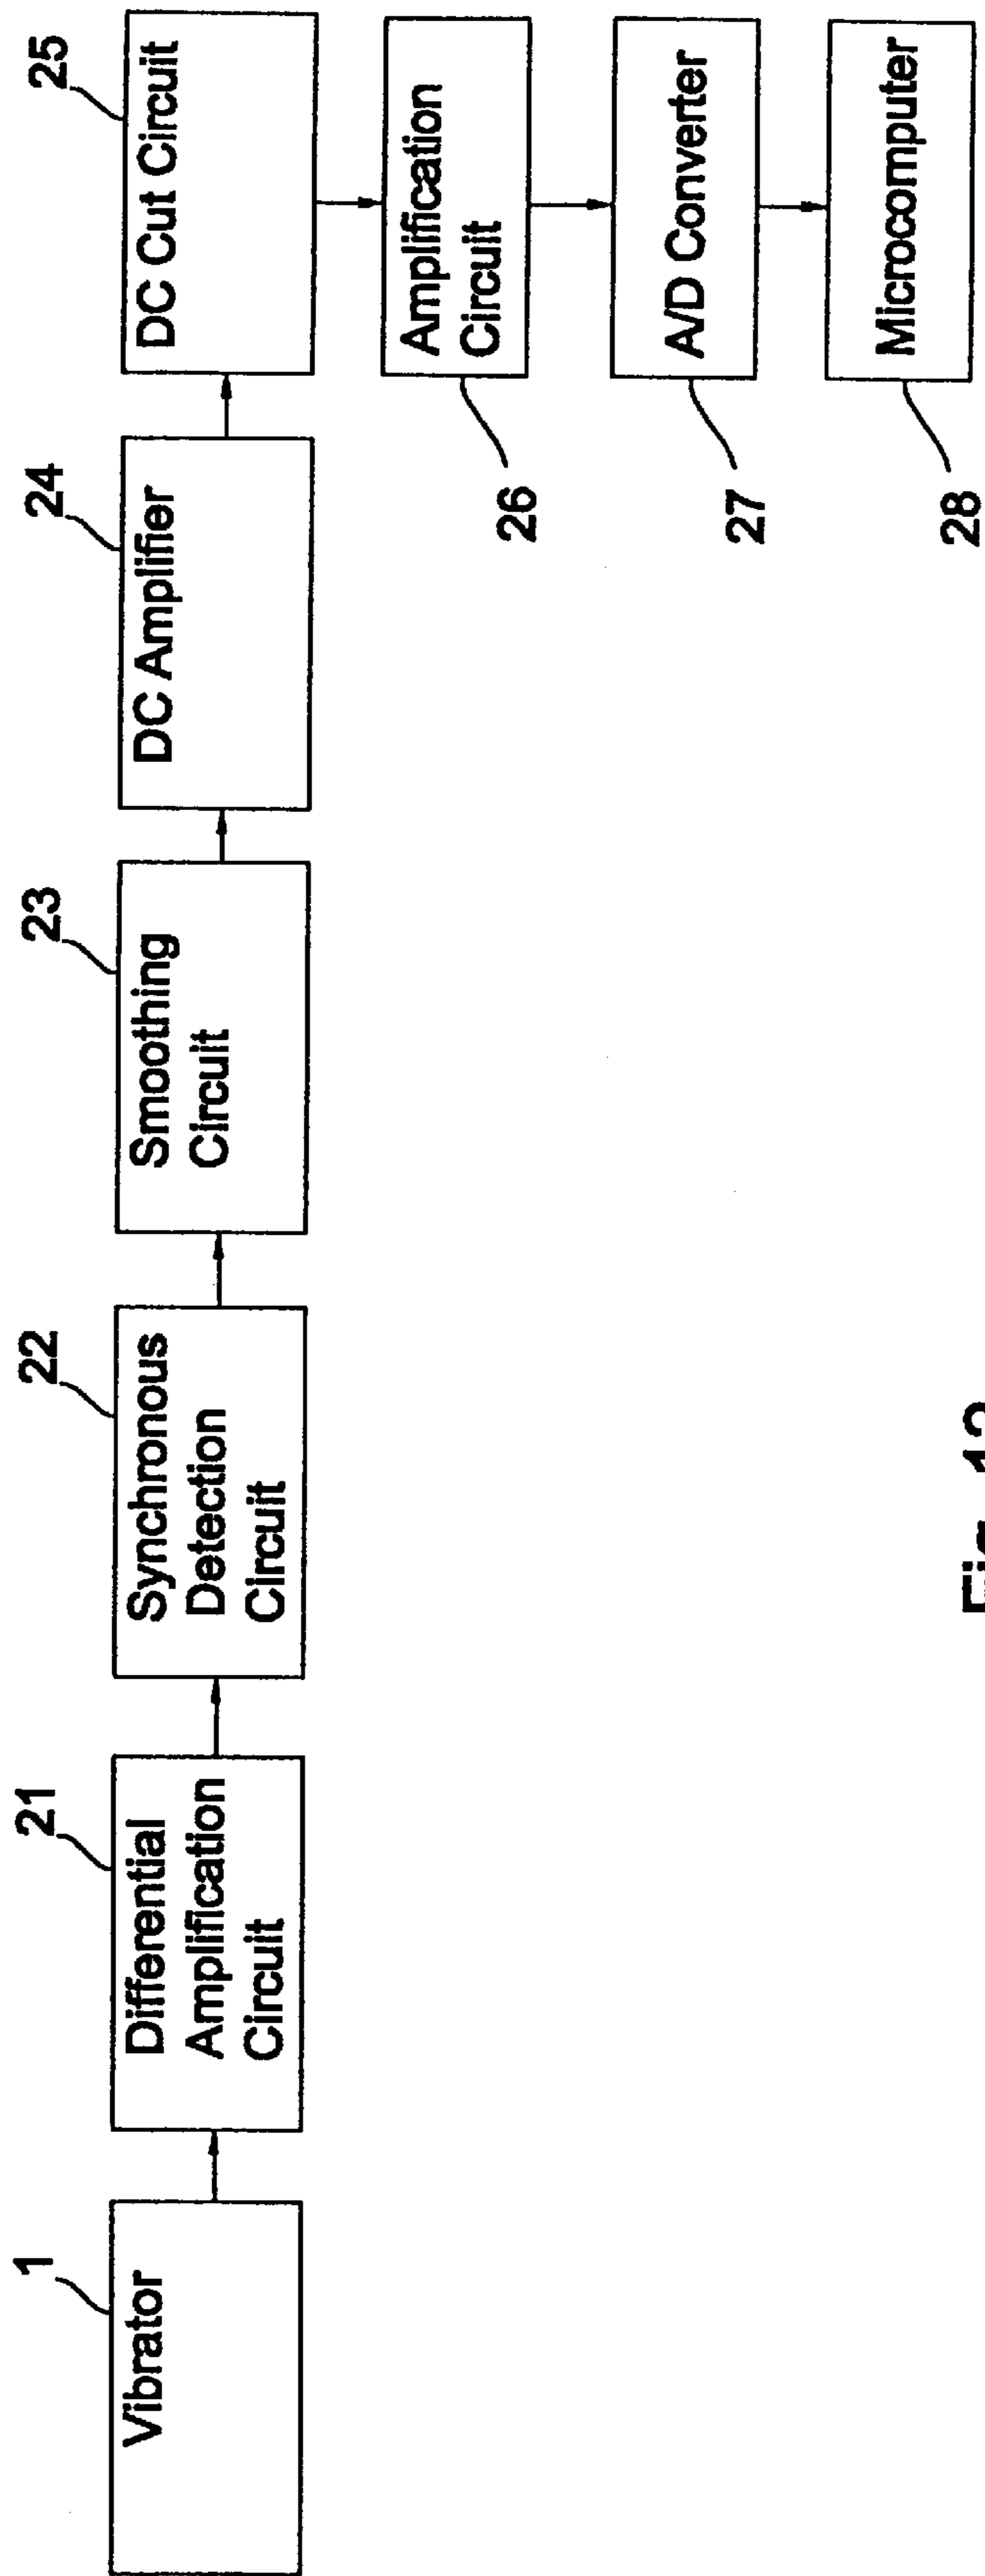 1
Vibrator
21
Differential
Amplification
Circuit
22
Synchronous
Detection
Circuit
23
Smoothing
Circuit
24
DC Amplifier
25
DC Cut Circuit
26
Amplification
Circuit
27
A/D Converter
28
Microcomputer
Fig